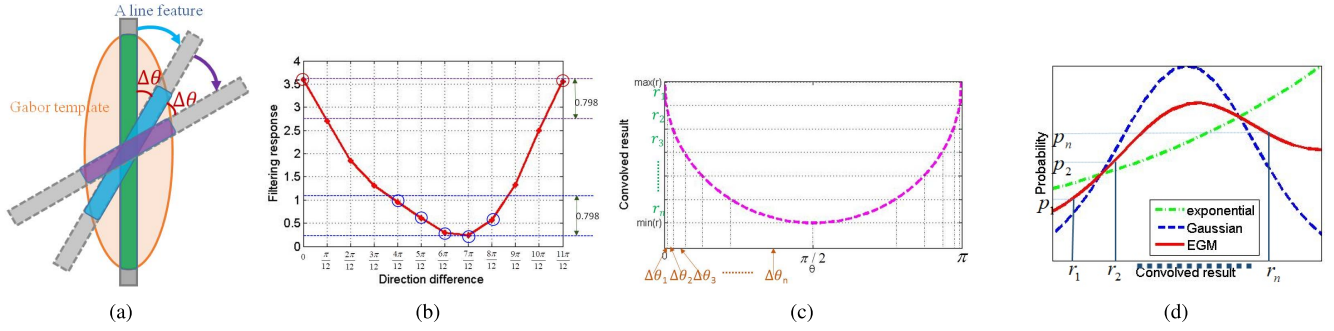 A line feature
Δθ
Δθ
Gabor template
(a)
4
3.5
3
2.5
2
1.5
1
0.5
0
Filtering response
0.798
0.798
0 π/12 2π/12 3π/12 4π/12 5π/12 6π/12 7π/12 8π/12 9π/12 10π/12 11π/12
Direction difference
(b)
max(r)
r1
r2
r3
rn
min(r)
Convolved result
0 π / 2 π
θ
Δθ1 Δθ2 Δθ3 ........ Δθn
(c)
Probability
pn
p2
p1
exponential
Gaussian
EGM
r1 r2 Convolved result rn
(d)